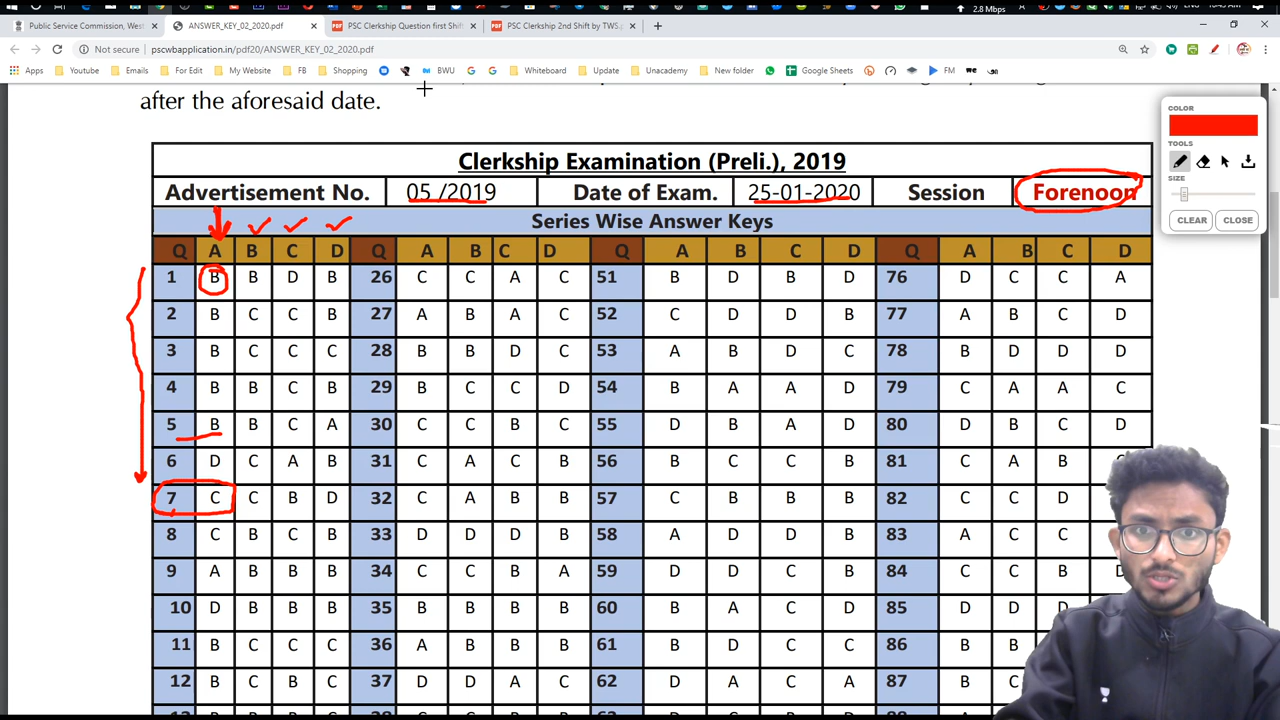 2.8 Mbps
Public Service Commission, West
ANSWER_KEY_02_2020.pdf
PSC Clerkship Question first Shift
PSC Clerkship 2nd Shift by TWS.p
Not secure
pscwbapplication.in/pdf20/ANSWER_KEY_02_2020.pdf
Apps Youtube Emails For Edit My Website FB Shopping BWU Whiteboard Update Unacademy New folder Google Sheets FM
after the aforesaid date.
COLOR
TOOLS
SIZE
CLEAR CLOSE
Clerkship Examination (Preli.), 2019
Advertisement No. 05 /2019 Date of Exam. 25-01-2020 Session Forenoon
Series Wise Answer Keys
Q A B C D Q A B C D Q A B C D Q A B C D
1 B B D B 26 C C A C 51 B D B D 76 D C C A
2 B C C B 27 A B A C 52 C D D B 77 A B C D
3 B C C C 28 B B D C 53 A B D C 78 B D D D
4 B B C B 29 B C C D 54 B A A D 79 C A A C
5 B B C A 30 C C B C 55 D B A D 80 D B C D
6 D C A B 31 C A C B 56 B C C B 81 C A B
7 C C B D 32 C A B B 57 C B B B 82 C C D
8 C B C B 33 D D D B 58 A D D B 83 A C C
9 A B B B 34 C C B A 59 D D C B 84 C C B
10 D B B B 35 B B B B 60 B A C D 85 D D D
11 B C C C 36 A B B B 61 B D C C 86 B B
12 B C B C 37 D D A C 62 D A C A 87 B C